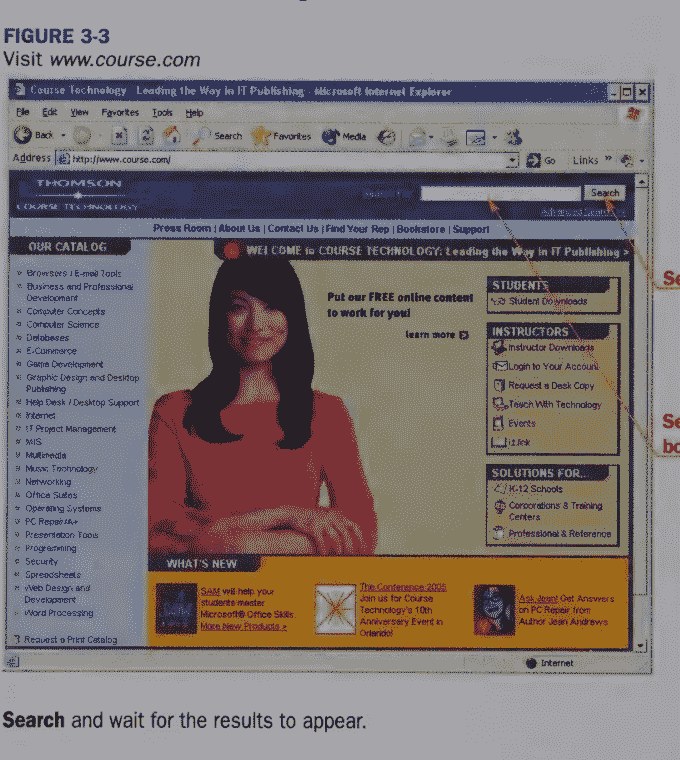 FIGURE 3-3
Visit www.course.com
Course Technology Leading the Way in IT Publishing - Microsoft Internet Explorer
File Edit View Favorites Tools Help
Back Search Favorites Media
Address http://www.course.com/ Go Links »
THOMSON
COURSE TECHNOLOGY
Search
Advanced Search
Press Room | About Us | Contact Us | Find Your Rep | Bookstore | Support
OUR CATALOG
WELCOME to COURSE TECHNOLOGY: Leading the Way in IT Publishing >
» Browsers / E-mail Tools
» Business and Professional
Development
» Computer Concepts
» Computer Science
» Databases
» E-Commerce
» Game Development
» Graphic Design and Desktop
Publishing
» Help Desk / Desktop Support
» Internet
» IT Project Management
» MIS
» Multimedia
» Music Technology
» Networking
» Office Suites
» Operating Systems
» PC Repair/A+
» Presentation Tools
» Programming
» Security
» Spreadsheets
» Web Design and
Development
» Word Processing
Request a Print Catalog
Put our FREE online content
to work for you!
learn more
STUDENTS
Student Downloads
INSTRUCTORS
Instructor Downloads
Login to Your Account
Request a Desk Copy
Teach With Technology
Events
SOLUTIONS FOR...
K-12 Schools
Corporations & Training
Centers
Professional & Reference
WHAT'S NEW
SAM will help your
students master
Microsoft® Office Skills
More New Products >
The Conference 2005
Join us for Course
Technology's 10th
Anniversary Event in
Orlando!
Ask Jean! Get Answers
on PC Repair from
Author Jean Andrews
Internet
Se
Se
bo
Search and wait for the results to appear.